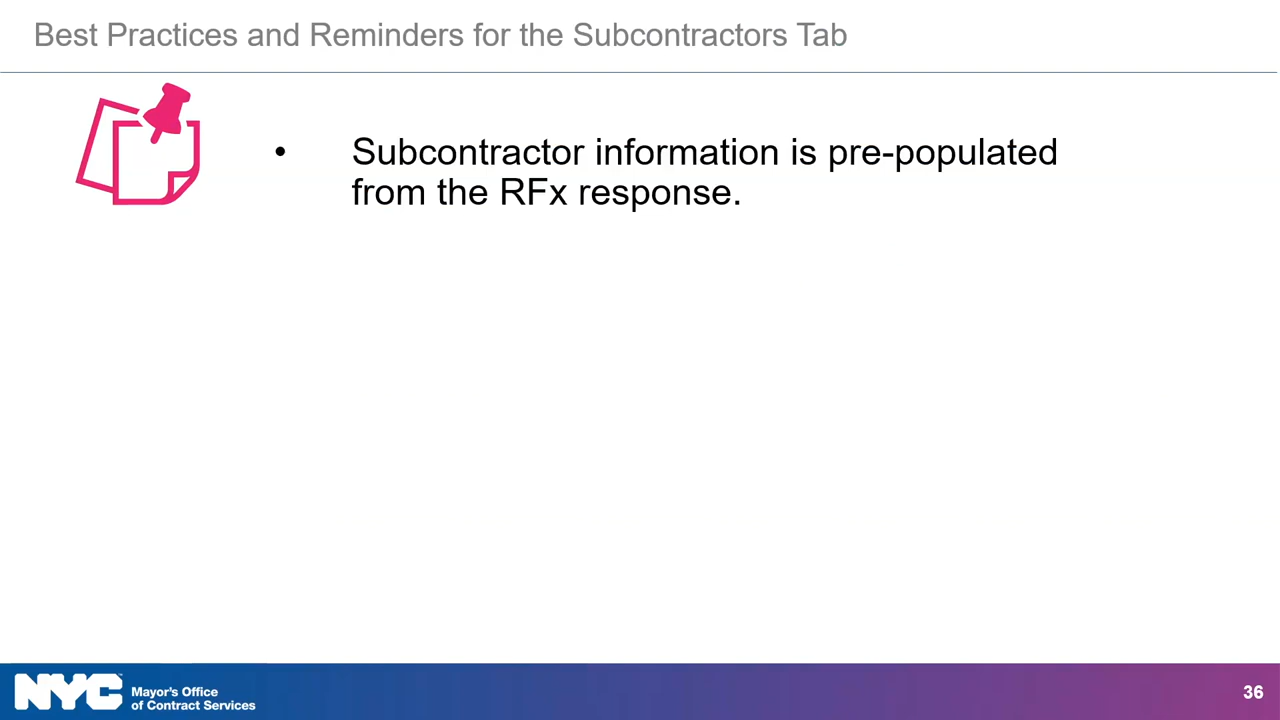 Best Practices and Reminders for the Subcontractors Tab
• Subcontractor information is pre-populated
from the RFx response.
NYC
Mayor's Office
of Contract Services
36